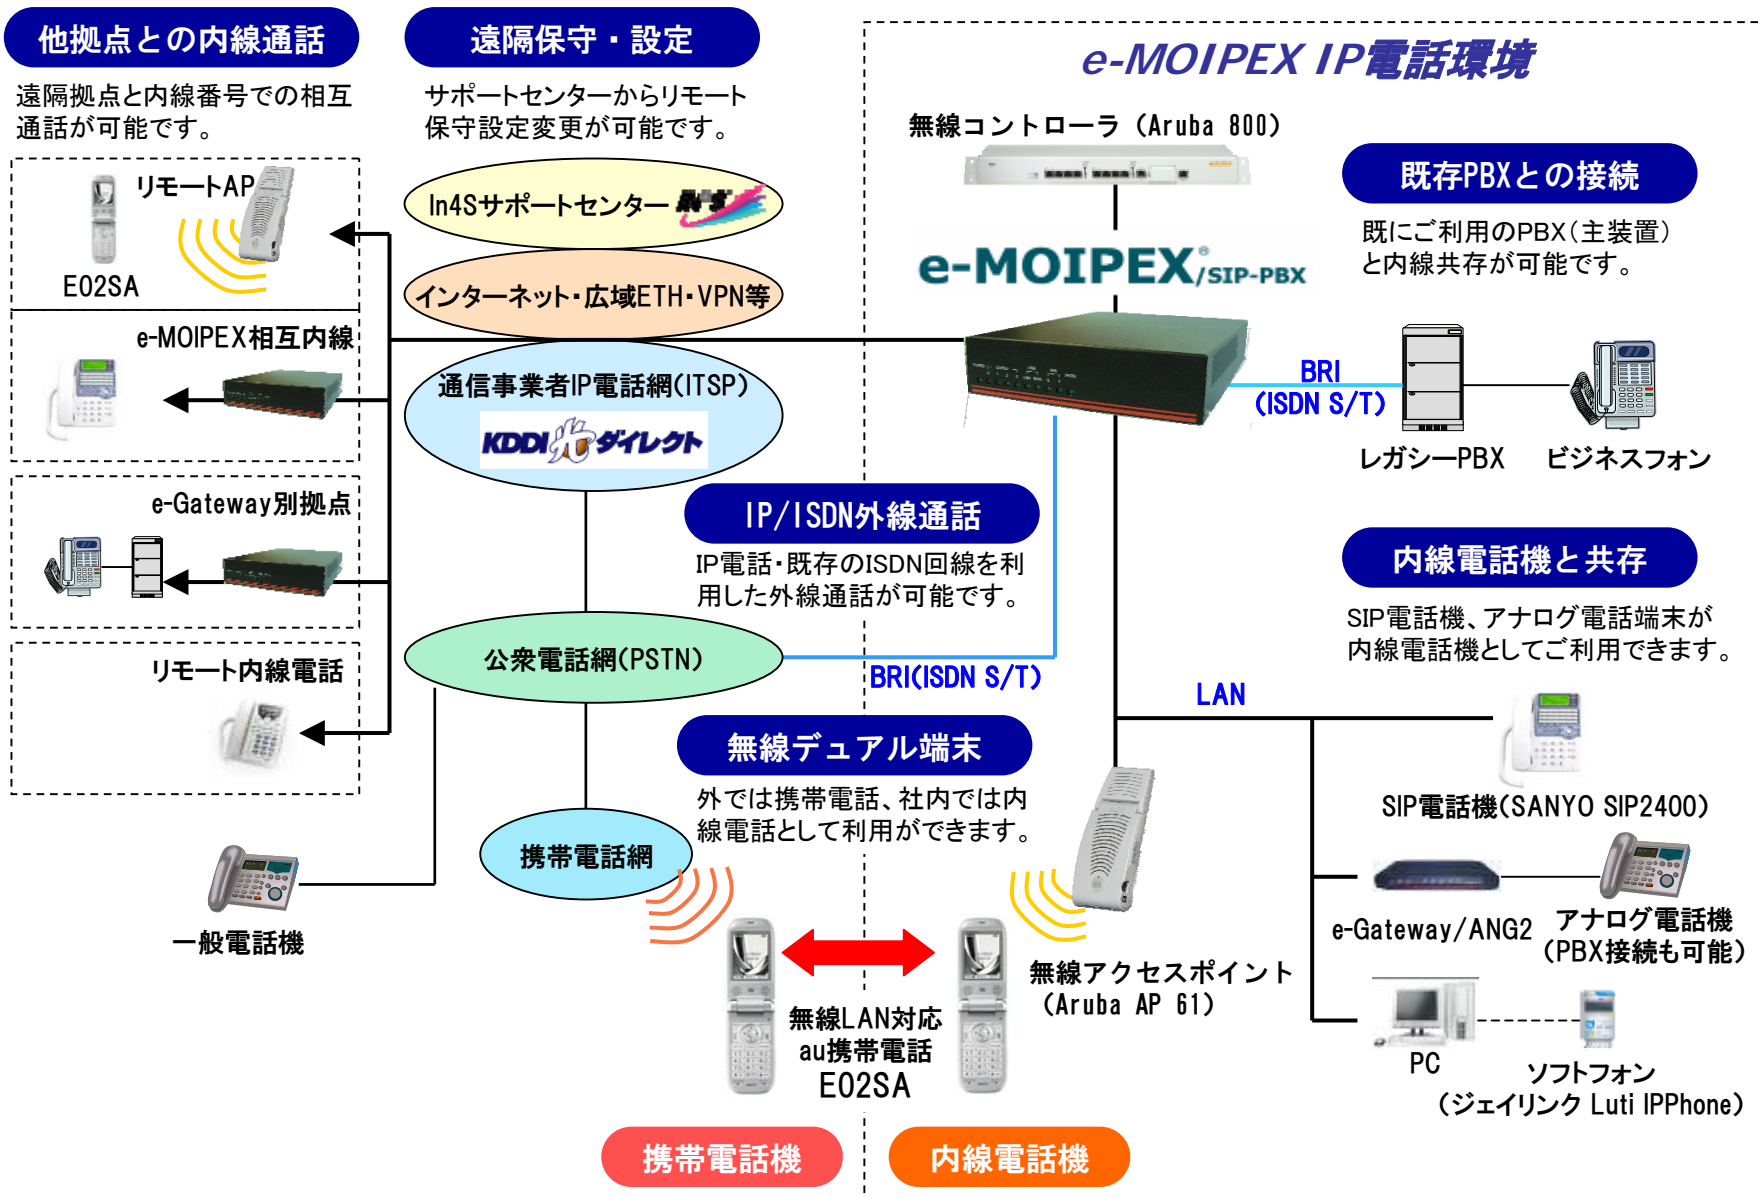 他拠点との内線通話
遠隔拠点と内線番号での相互
通話が可能です。
リモートAP
E02SA
e-MOIPEX相互内線
e-Gateway別拠点
リモート内線電話
一般電話機
遠隔保守・設定
サポートセンターからリモート
保守設定変更が可能です。
In4Sサポートセンター
IN4S
インターネット・広域ETH・VPN等
通信事業者IP電話網(ITSP)
KDDI光ダイレクト
公衆電話網(PSTN)
携帯電話網
IP/ISDN外線通話
IP電話・既存のISDN回線を利
用した外線通話が可能です。
BRI(ISDN S/T)
無線デュアル端末
外では携帯電話、社内では内
線電話として利用ができます。
無線LAN対応
au携帯電話
E02SA
携帯電話機
内線電話機
e-MOIPEX IP電話環境
無線コントローラ（Aruba 800）
e-MOIPEX®/SIP-PBX
既存PBXとの接続
既にご利用のPBX（主装置）
と内線共存が可能です。
BRI
(ISDN S/T)
レガシーPBX
ビジネスフォン
内線電話機と共存
SIP電話機、アナログ電話端末が
内線電話機としてご利用できます。
LAN
SIP電話機(SANYO SIP2400)
e-Gateway/ANG2
アナログ電話機
(PBX接続も可能)
無線アクセスポイント
（Aruba AP 61）
PC
ソフトフォン
（ジェイリンク Luti IPPhone）